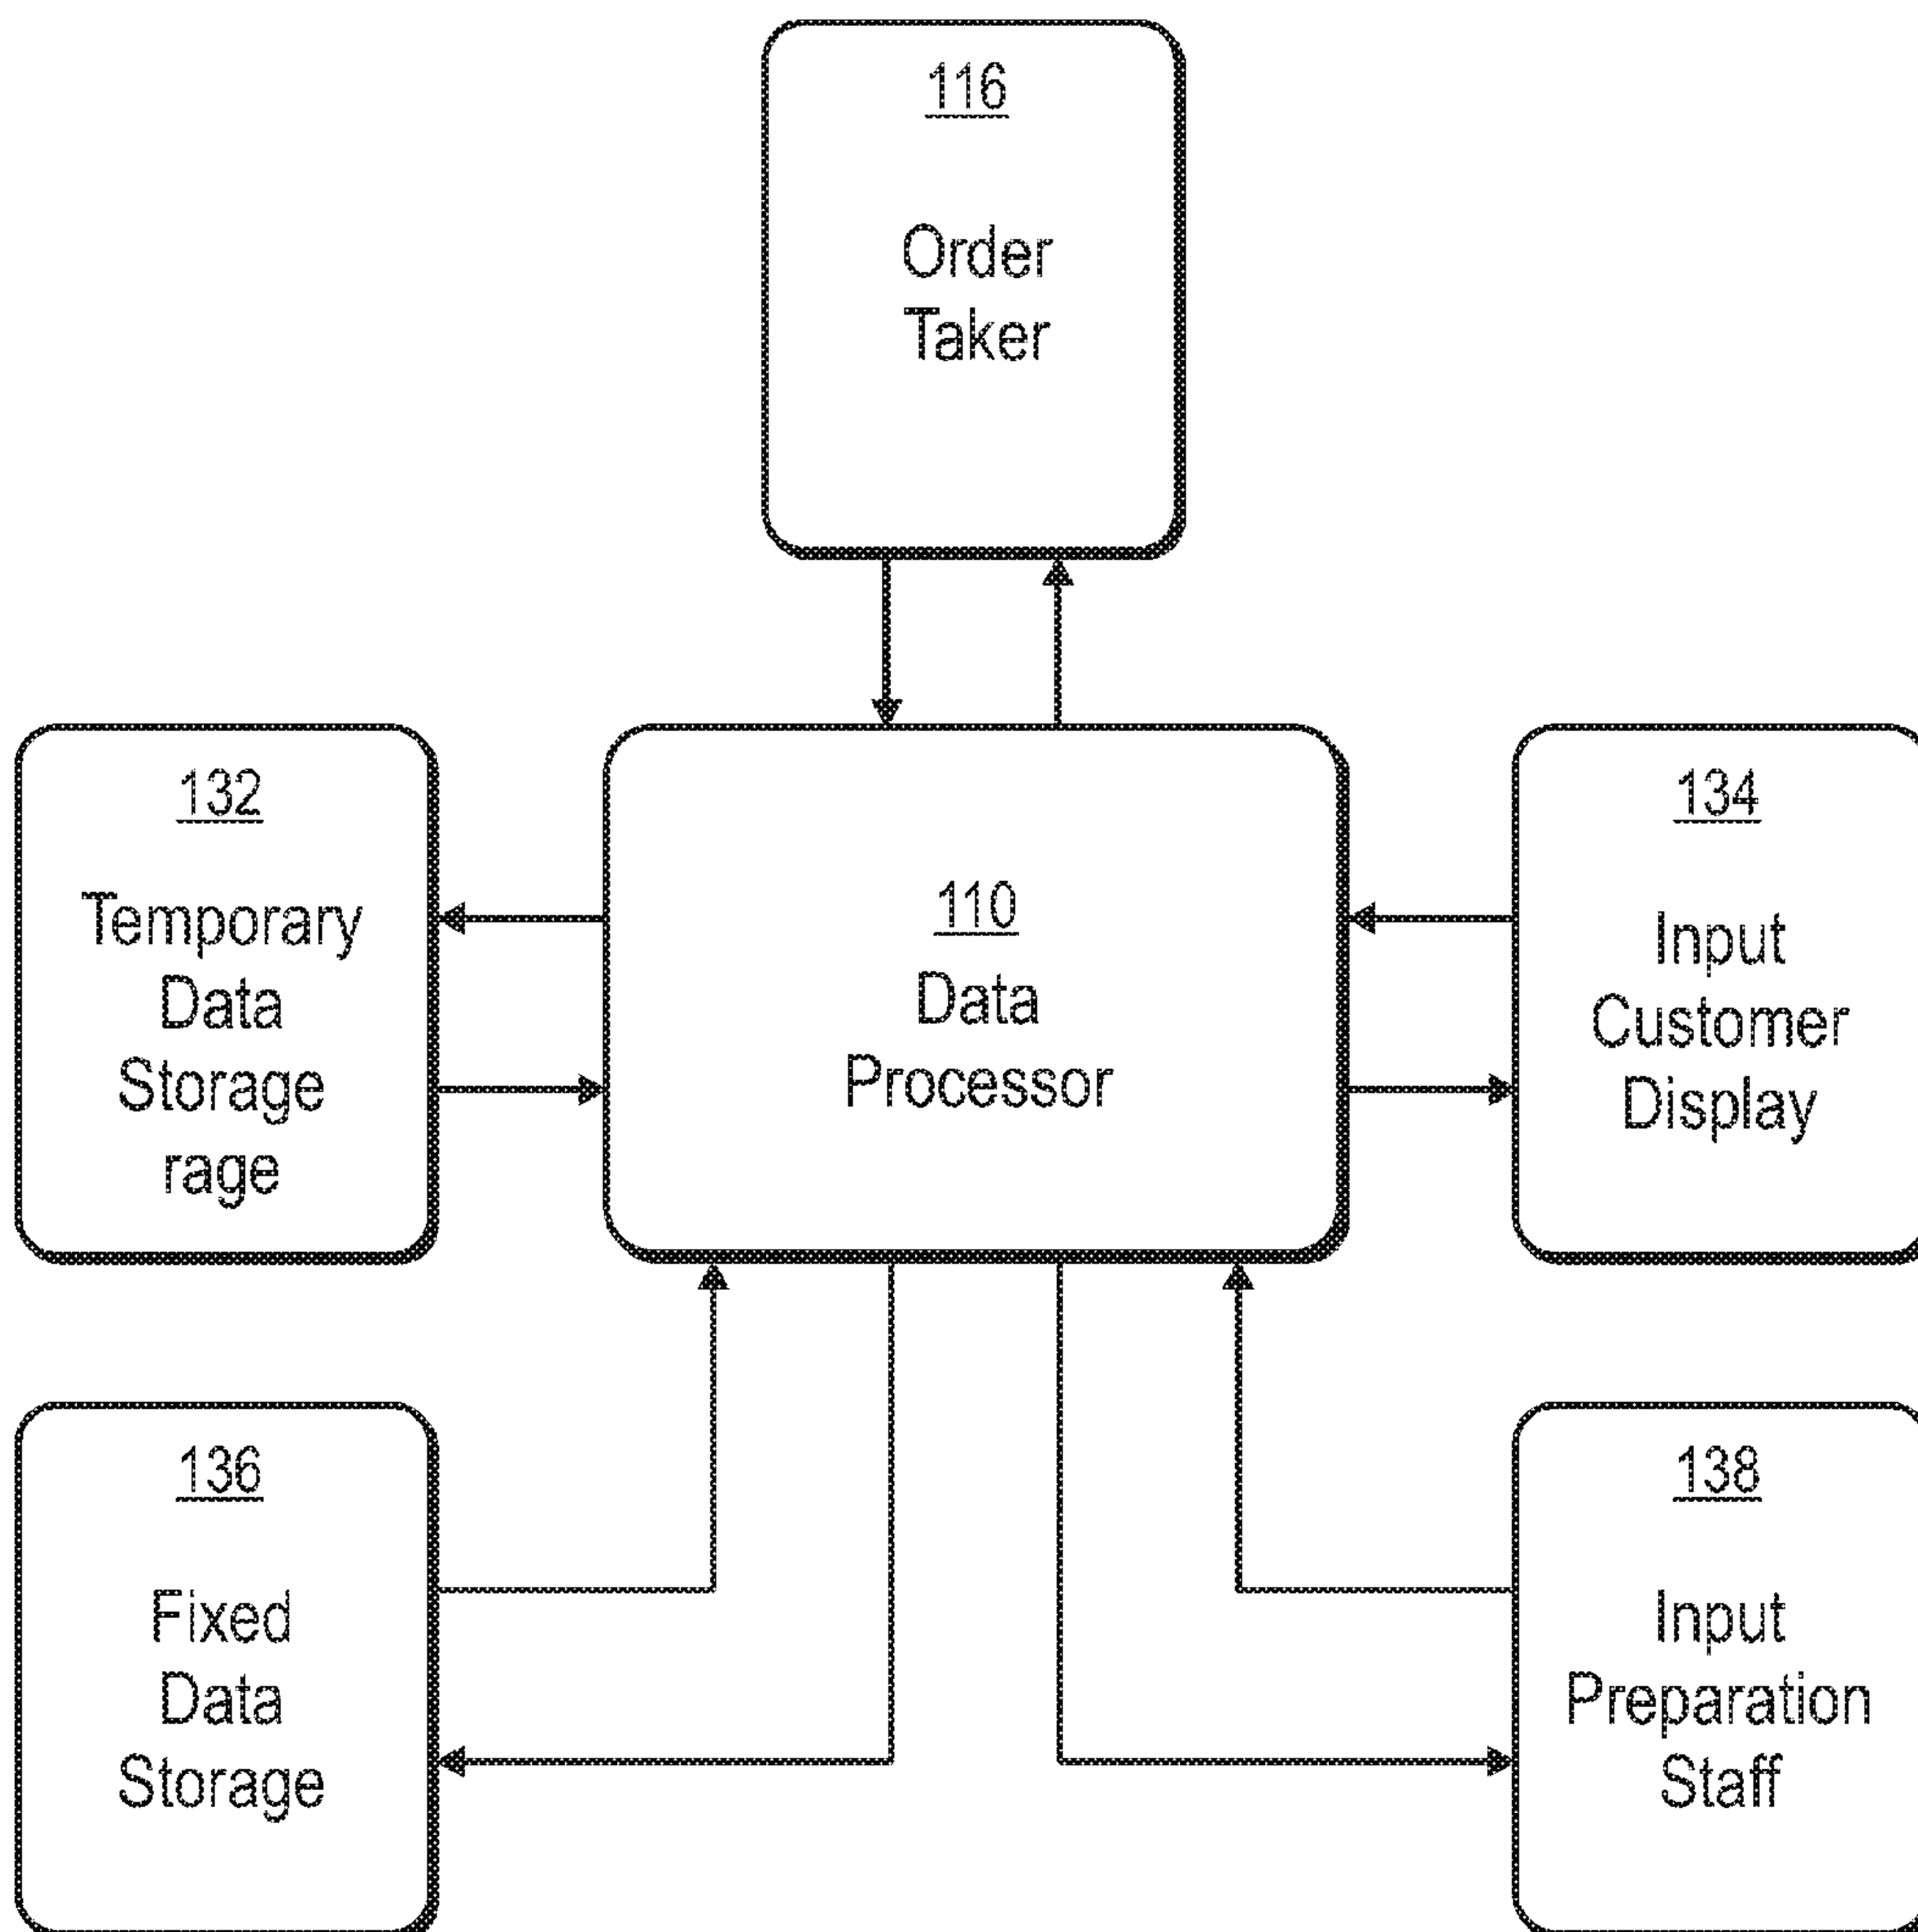 116
Order
Taker
132
Temporary
Data
Storage
rage
110
Data
Processor
134
Input
Customer
Display
136
Fixed
Data
Storage
138
Input
Preparation
Staff